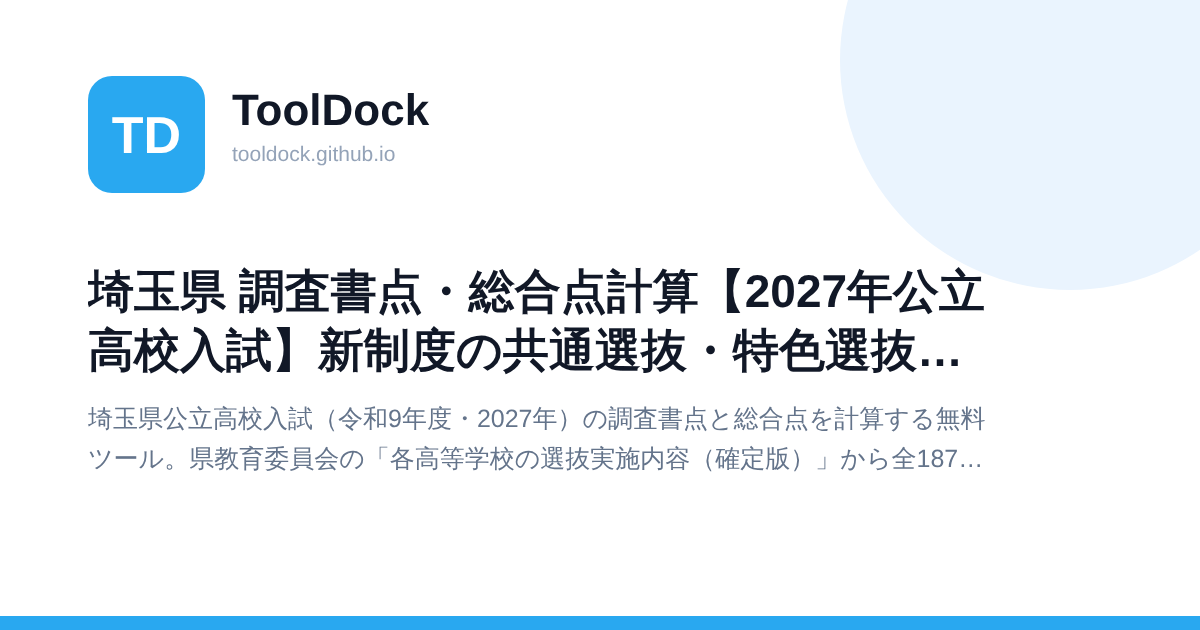 TD
ToolDock
tooldock.github.io
埼玉県 調査書点・総合点計算【2027年公立
高校入試】新制度の共通選抜・特色選抜…
埼玉県公立高校入試（令和9年度・2027年）の調査書点と総合点を計算する無料
ツール。県教育委員会の「各高等学校の選抜実施内容（確定版）」から全187…